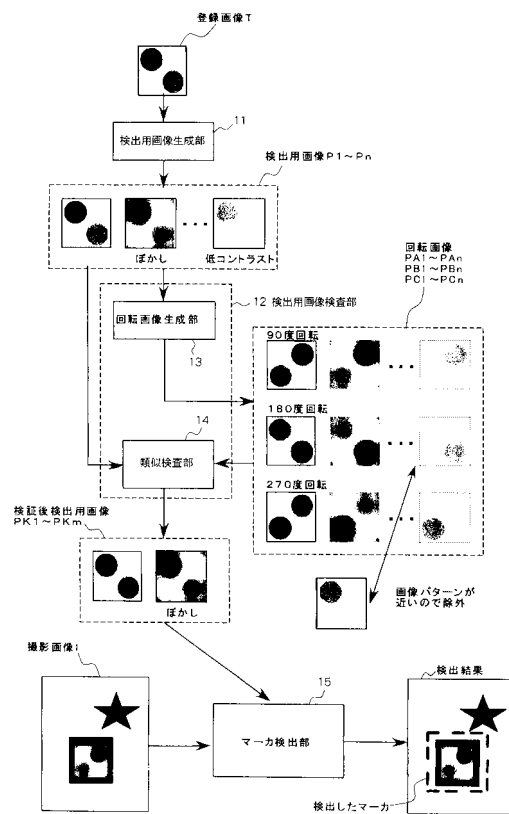 登録画像T
11
検出用画像生成部
検出用画像P1～Pn
ぼかし
低コントラスト
回転画像
PA1～PAn
PB1～PBn
PC1～PCn
12 検出用画像検査部
回転画像生成部
13
90度回転
180度回転
14
類似検査部
270度回転
検証後検出用画像
PK1～PKm
ぼかし
画像パターンが
近いので除外
撮影画像i
15
検出結果
マーカ検出部
検出したマーカ